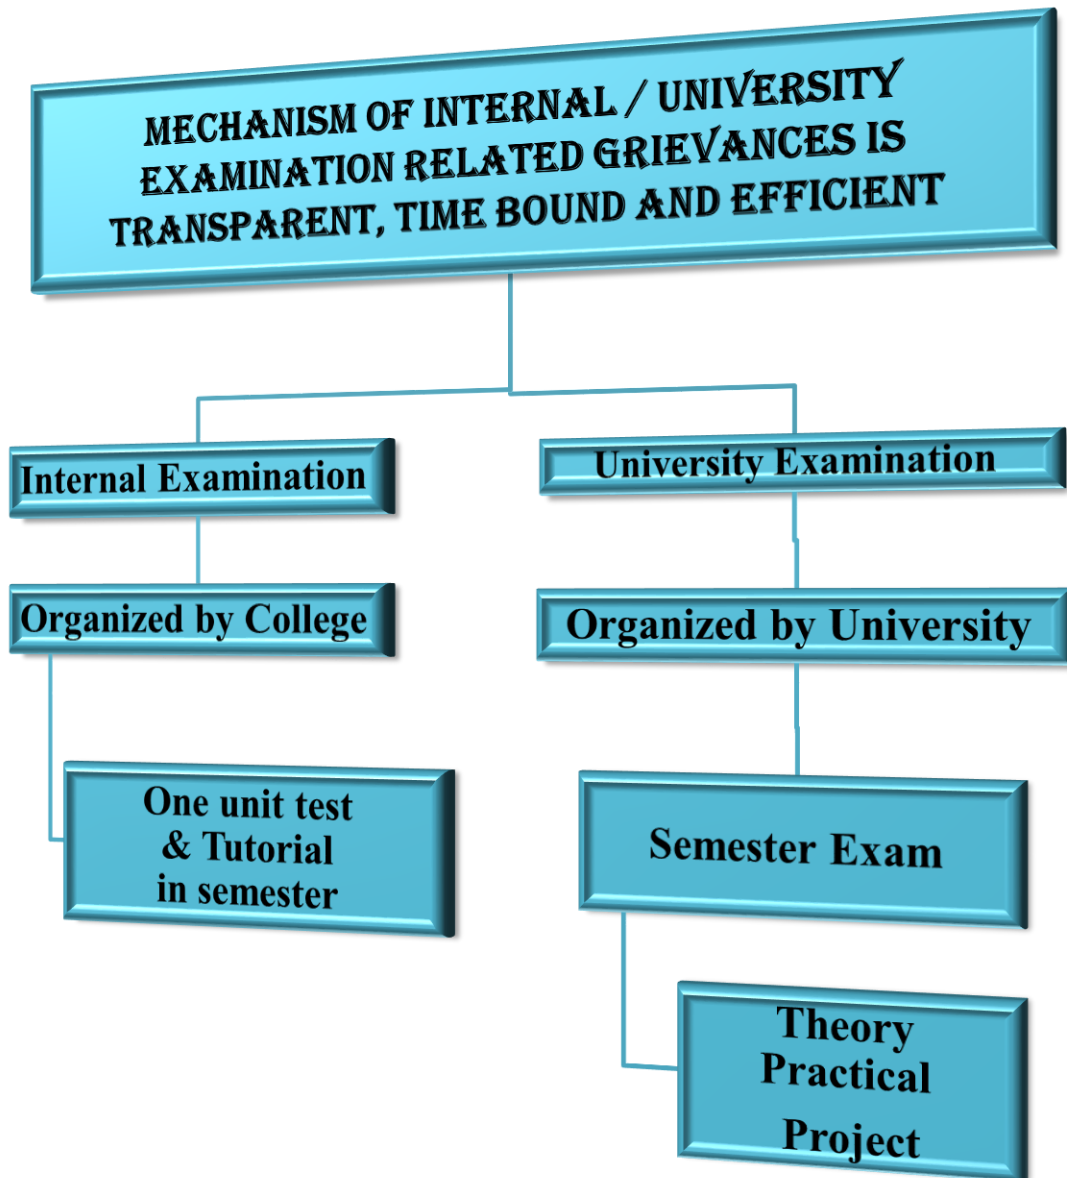 MECHANISM OF INTERNAL / UNIVERSITY
EXAMINATION RELATED GRIEVANCES IS
TRANSPARENT, TIME BOUND AND EFFICIENT
Internal Examination
University Examination
Organized by College
Organized by University
One unit test
& Tutorial
in semester
Semester Exam
Theory
Practical
Project